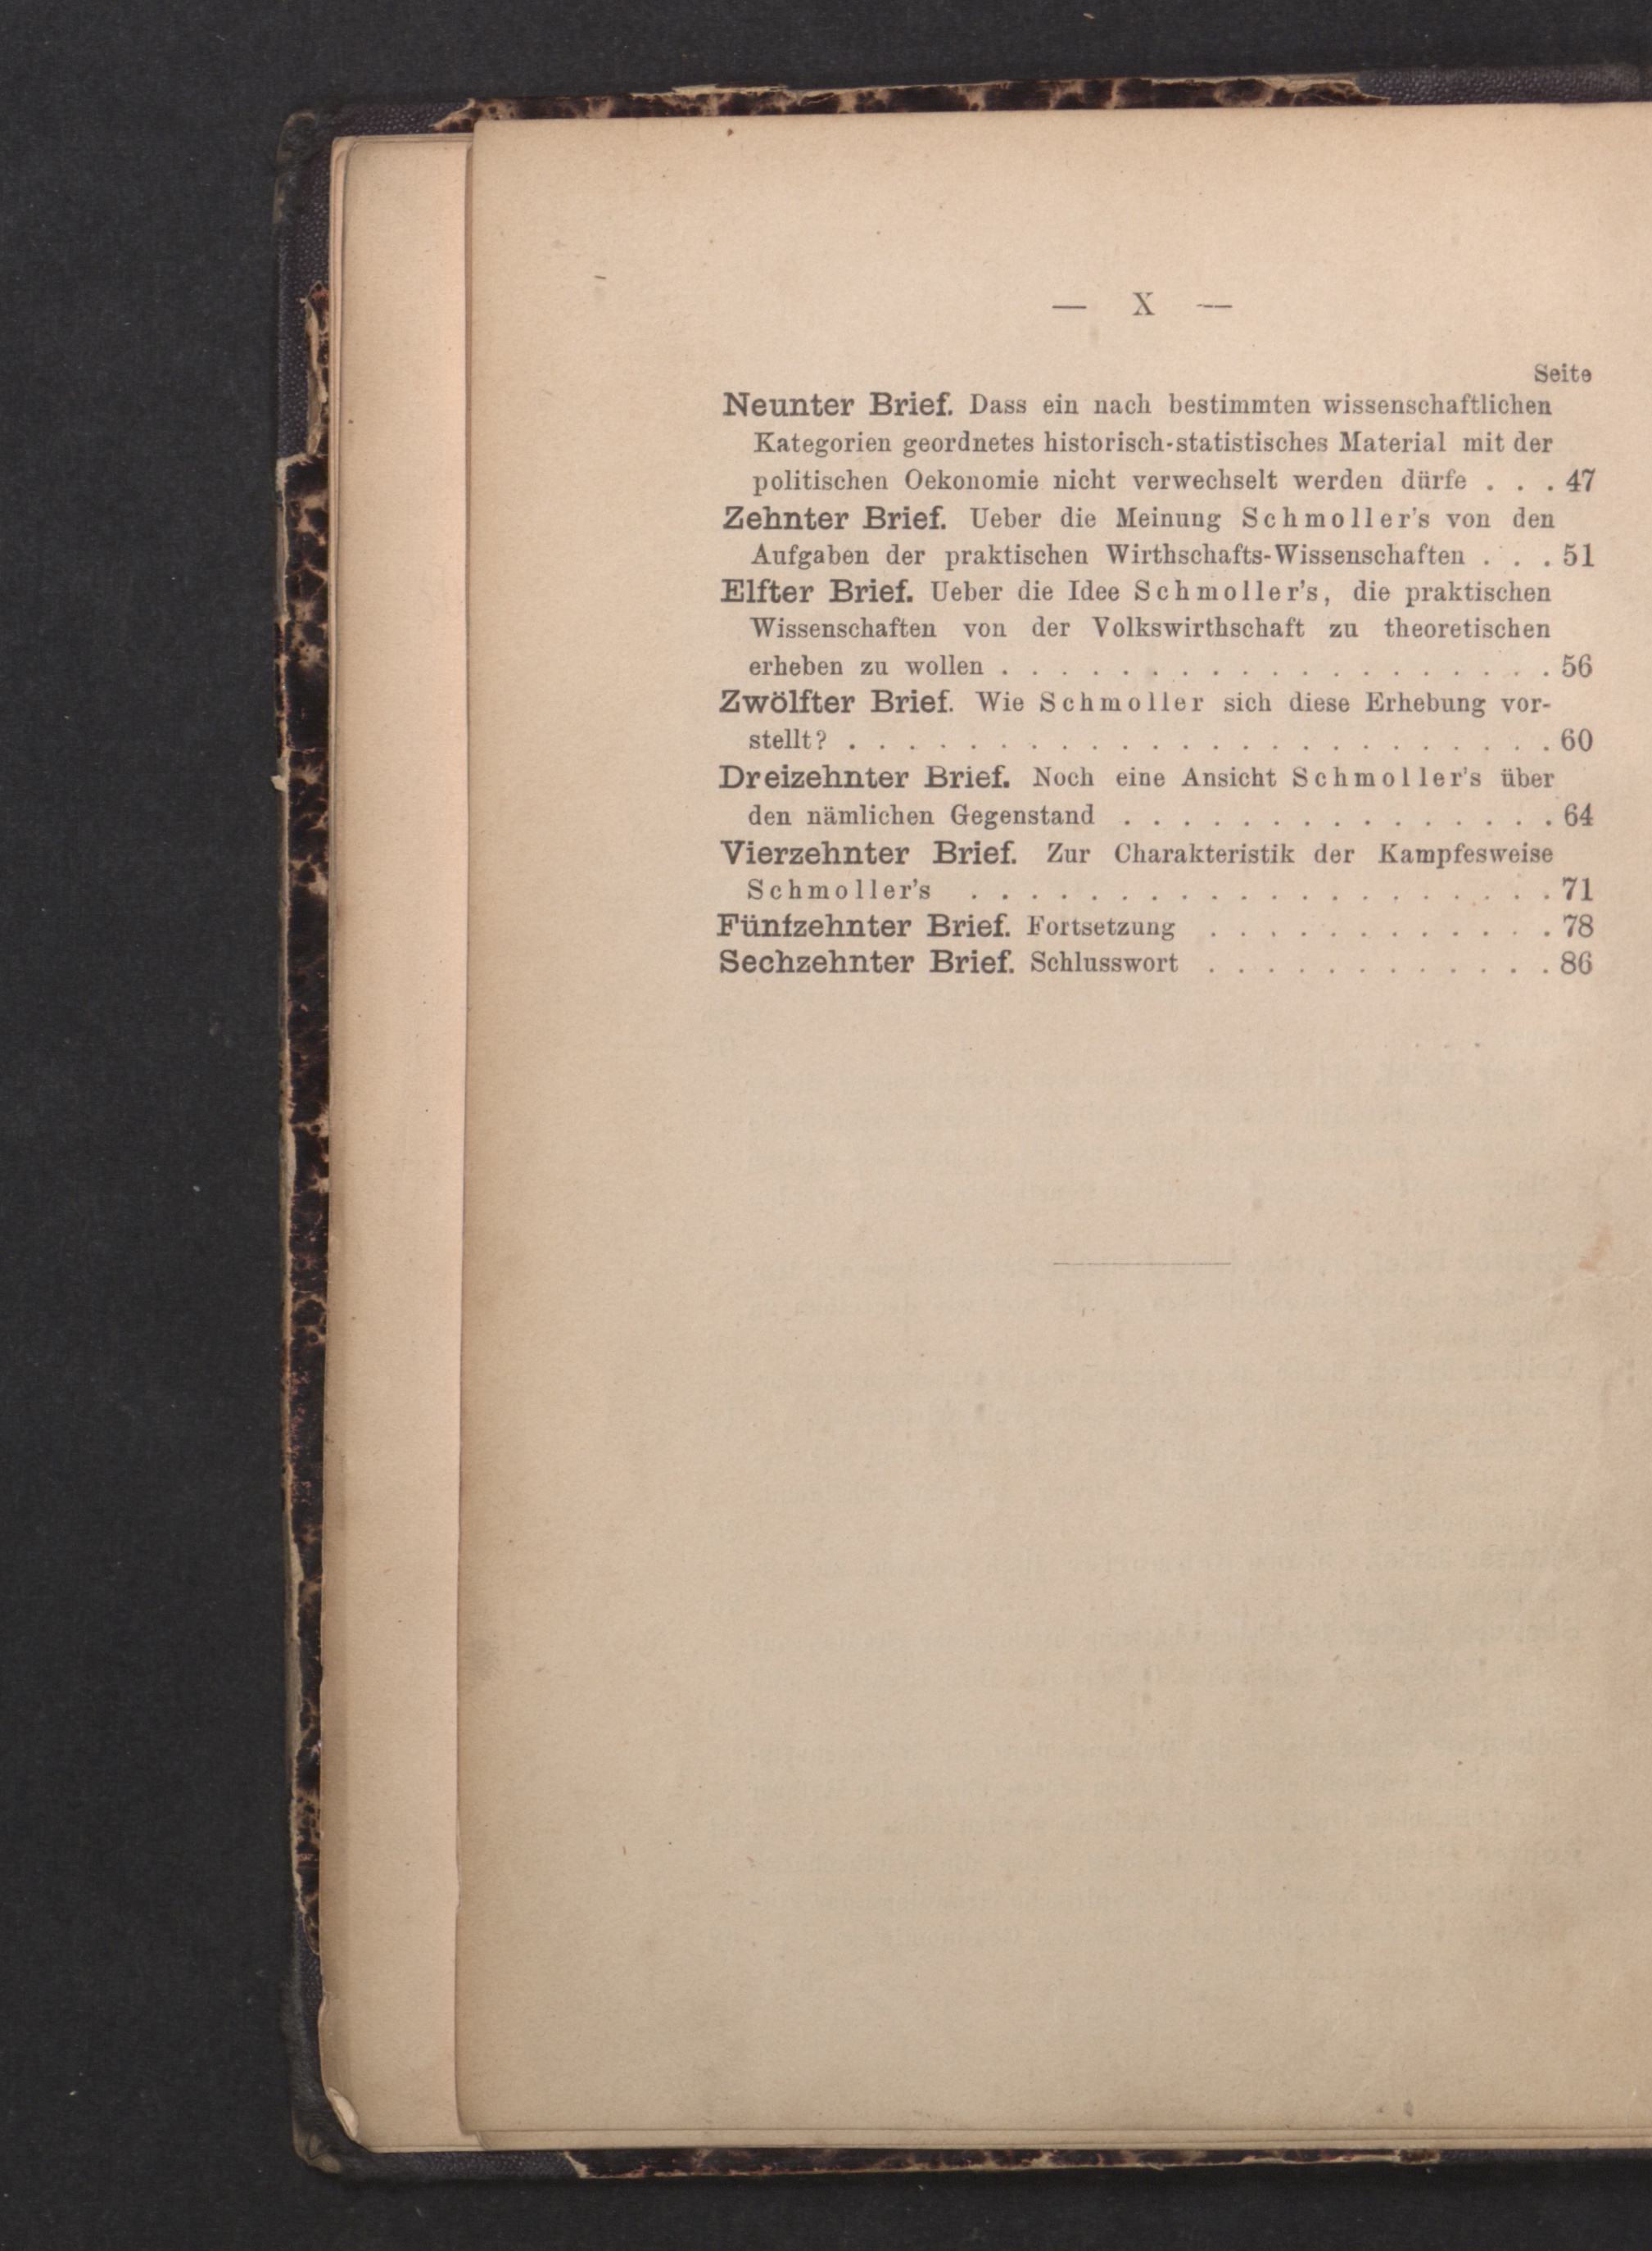 — X —
Seite
Neunter Brief. Dass ein nach bestimmten wissenschaftlichen
Kategorien geordnetes historisch-statistisches Material mit der
politischen Oekonomie nicht verwechselt werden dürfe . . . 47
Zehnter Brief. Ueber die Meinung Schmoller's von den
Aufgaben der praktischen Wirthschafts-Wissenschaften . . . 51
Elfter Brief. Ueber die Idee Schmoller's, die praktischen
Wissenschaften von der Volkswirthschaft zu theoretischen
erheben zu wollen . . . . . . . . . . . . . . . . . . . 56
Zwölfter Brief. Wie Schmoller sich diese Erhebung vor-
stellt? . . . . . . . . . . . . . . . . . . . . . . . . 60
Dreizehnter Brief. Noch eine Ansicht Schmoller's über
den nämlichen Gegenstand . . . . . . . . . . . . . . . 64
Vierzehnter Brief. Zur Charakteristik der Kampfesweise
Schmoller's . . . . . . . . . . . . . . . . . . . . 71
Fünfzehnter Brief. Fortsetzung . . . . . . . . . . . . 78
Sechzehnter Brief. Schlusswort . . . . . . . . . . . . 86